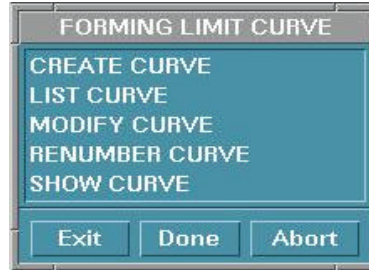 FORMING LIMIT CURVE
CREATE CURVE
LIST CURVE
MODIFY CURVE
RENUMBER CURVE
SHOW CURVE
Exit Done Abort